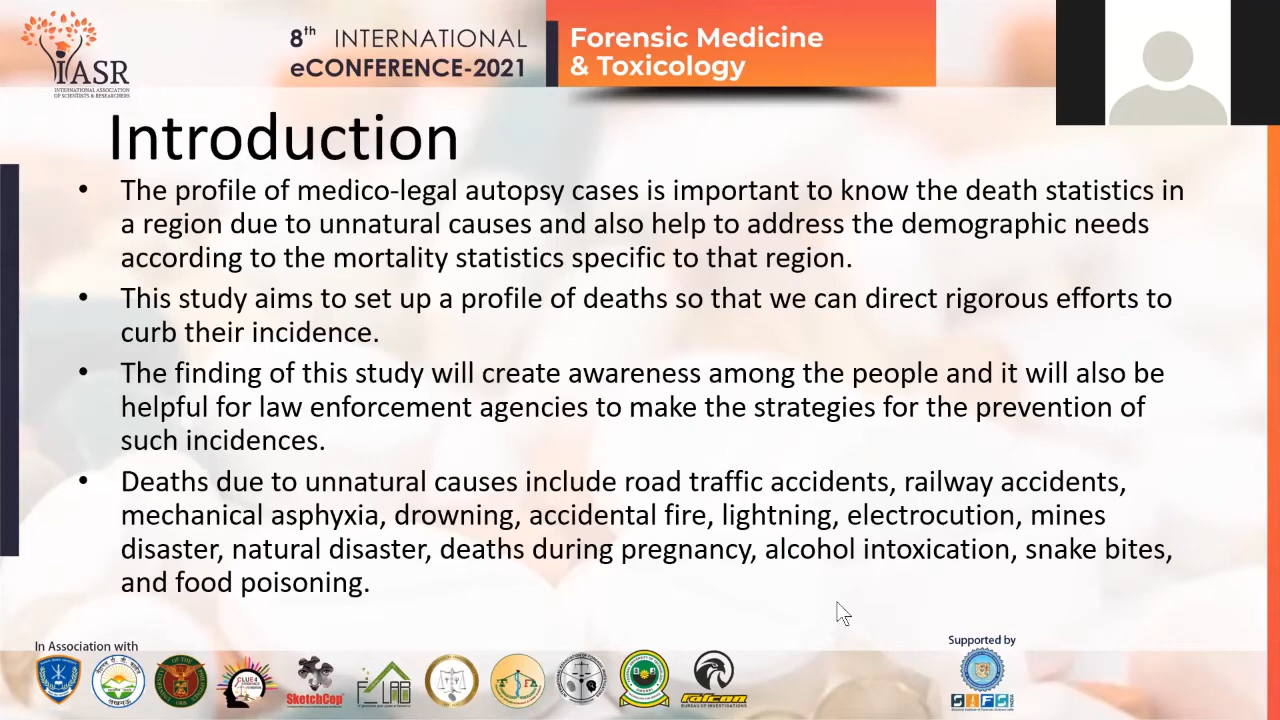 IASR
INTERNATIONAL ASSOCIATION
OF SCIENTISTS & RESEARCHERS
8th INTERNATIONAL
eCONFERENCE-2021
Forensic Medicine
& Toxicology
Introduction
• The profile of medico-legal autopsy cases is important to know the death statistics in
a region due to unnatural causes and also help to address the demographic needs
according to the mortality statistics specific to that region.
• This study aims to set up a profile of deaths so that we can direct rigorous efforts to
curb their incidence.
• The finding of this study will create awareness among the people and it will also be
helpful for law enforcement agencies to make the strategies for the prevention of
such incidences.
• Deaths due to unnatural causes include road traffic accidents, railway accidents,
mechanical asphyxia, drowning, accidental fire, lightning, electrocution, mines
disaster, natural disaster, deaths during pregnancy, alcohol intoxication, snake bites,
and food poisoning.
In Association with
Supported by
CLUE4
SketchCop
F-LAB
falcon
BUREAU OF INVESTIGATIONS
SIFS